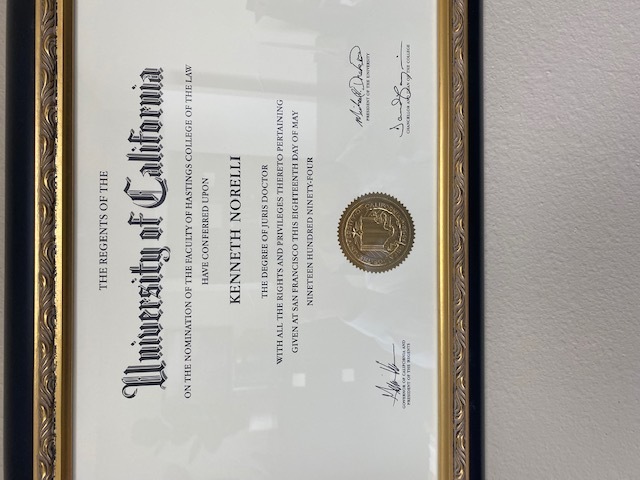 THE REGENTS OF THE
University of California
ON THE NOMINATION OF THE FACULTY OF HASTINGS COLLEGE OF THE LAW
HAVE CONFERRED UPON
KENNETH NORELLI
THE DEGREE OF JURIS DOCTOR
WITH ALL THE RIGHTS AND PRIVILEGES THERETO PERTAINING
GIVEN AT SAN FRANCISCO THIS EIGHTEENTH DAY OF MAY
NINETEEN HUNDRED NINETY-FOUR
GOVERNOR OF CALIFORNIA AND
PRESIDENT OF THE REGENTS
PRESIDENT OF THE UNIVERSITY
CHANCELLOR AND DEAN OF THE COLLEGE